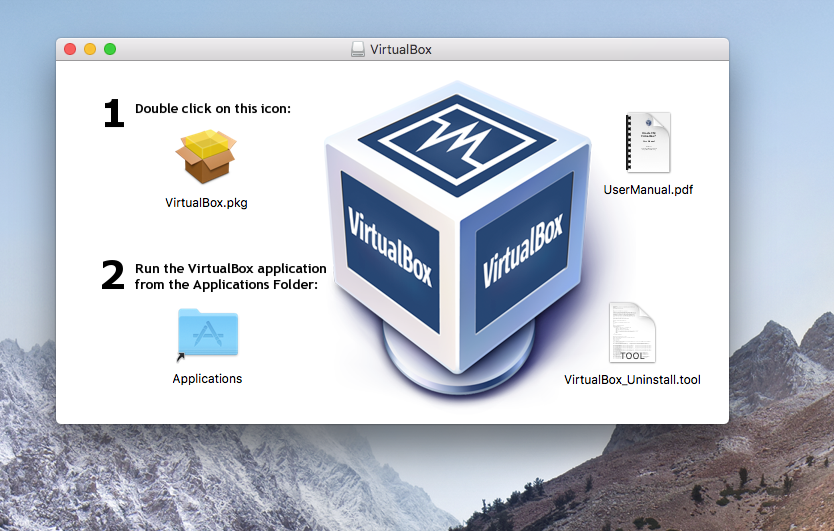 VirtualBox
1 Double click on this icon:
VirtualBox.pkg
2 Run the VirtualBox application
from the Applications Folder:
Applications
VirtualBox
VirtualBox
UserManual.pdf
TOOL
VirtualBox_Uninstall.tool